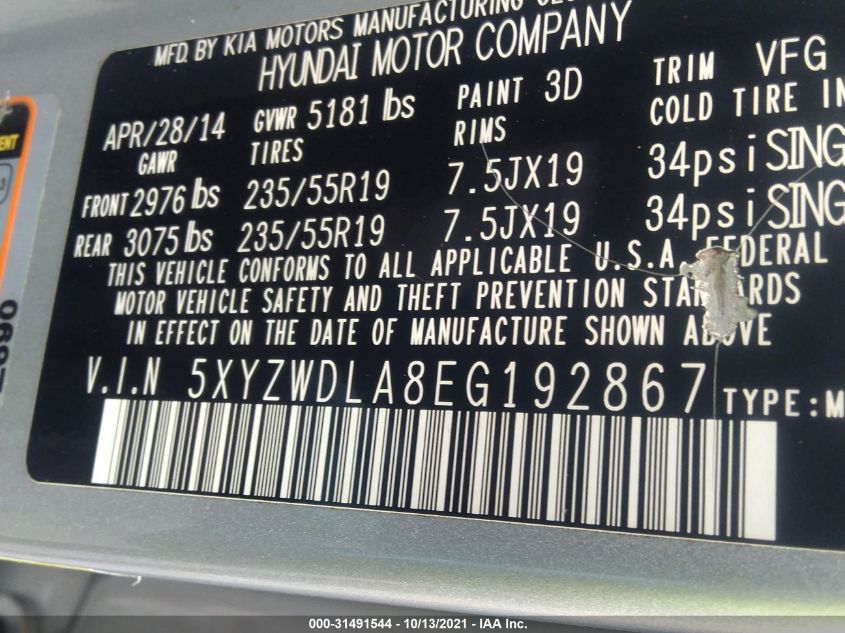 MFD. BY KIA MOTORS MANUFACTURING
HYUNDAI MOTOR COMPANY
APR/28/14 GVWR 5181 lbs PAINT 3D TRIM VFG
GAWR TIRES RIMS COLD TIRE IN
FRONT 2976 lbs 235/55R19 7.5JX19 34psi SING
REAR 3075 lbs 235/55R19 7.5JX19 34psi SING
THIS VEHICLE CONFORMS TO ALL APPLICABLE U.S.A. FEDERAL
MOTOR VEHICLE SAFETY AND THEFT PREVENTION
IN EFFECT ON THE DATE OF MANUFACTURE SHOWN ABOVE
V.I.N 5XYZWDLA8EG192867 TYPE:M
000-31491544 - 10/13/2021 - IAA Inc.